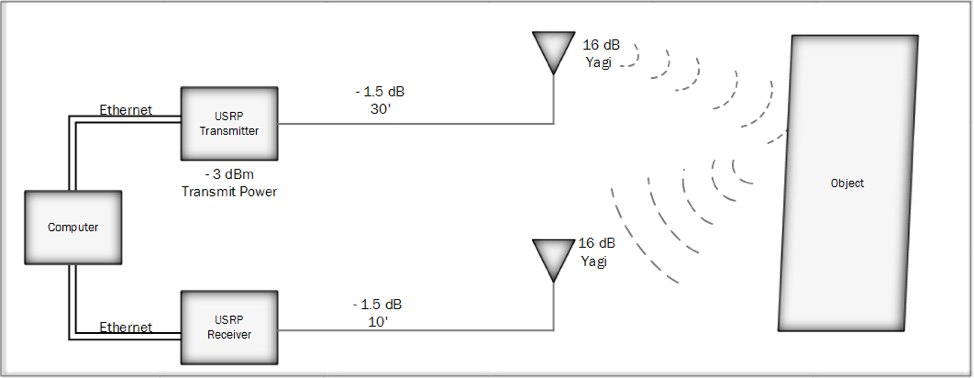 16 dB
Yagi
- 1.5 dB
30'
Ethernet
USRP
Transmitter
- 3 dBm
Transmit Power
Object
Computer
16 dB
Yagi
- 1.5 dB
10'
Ethernet
USRP
Receiver